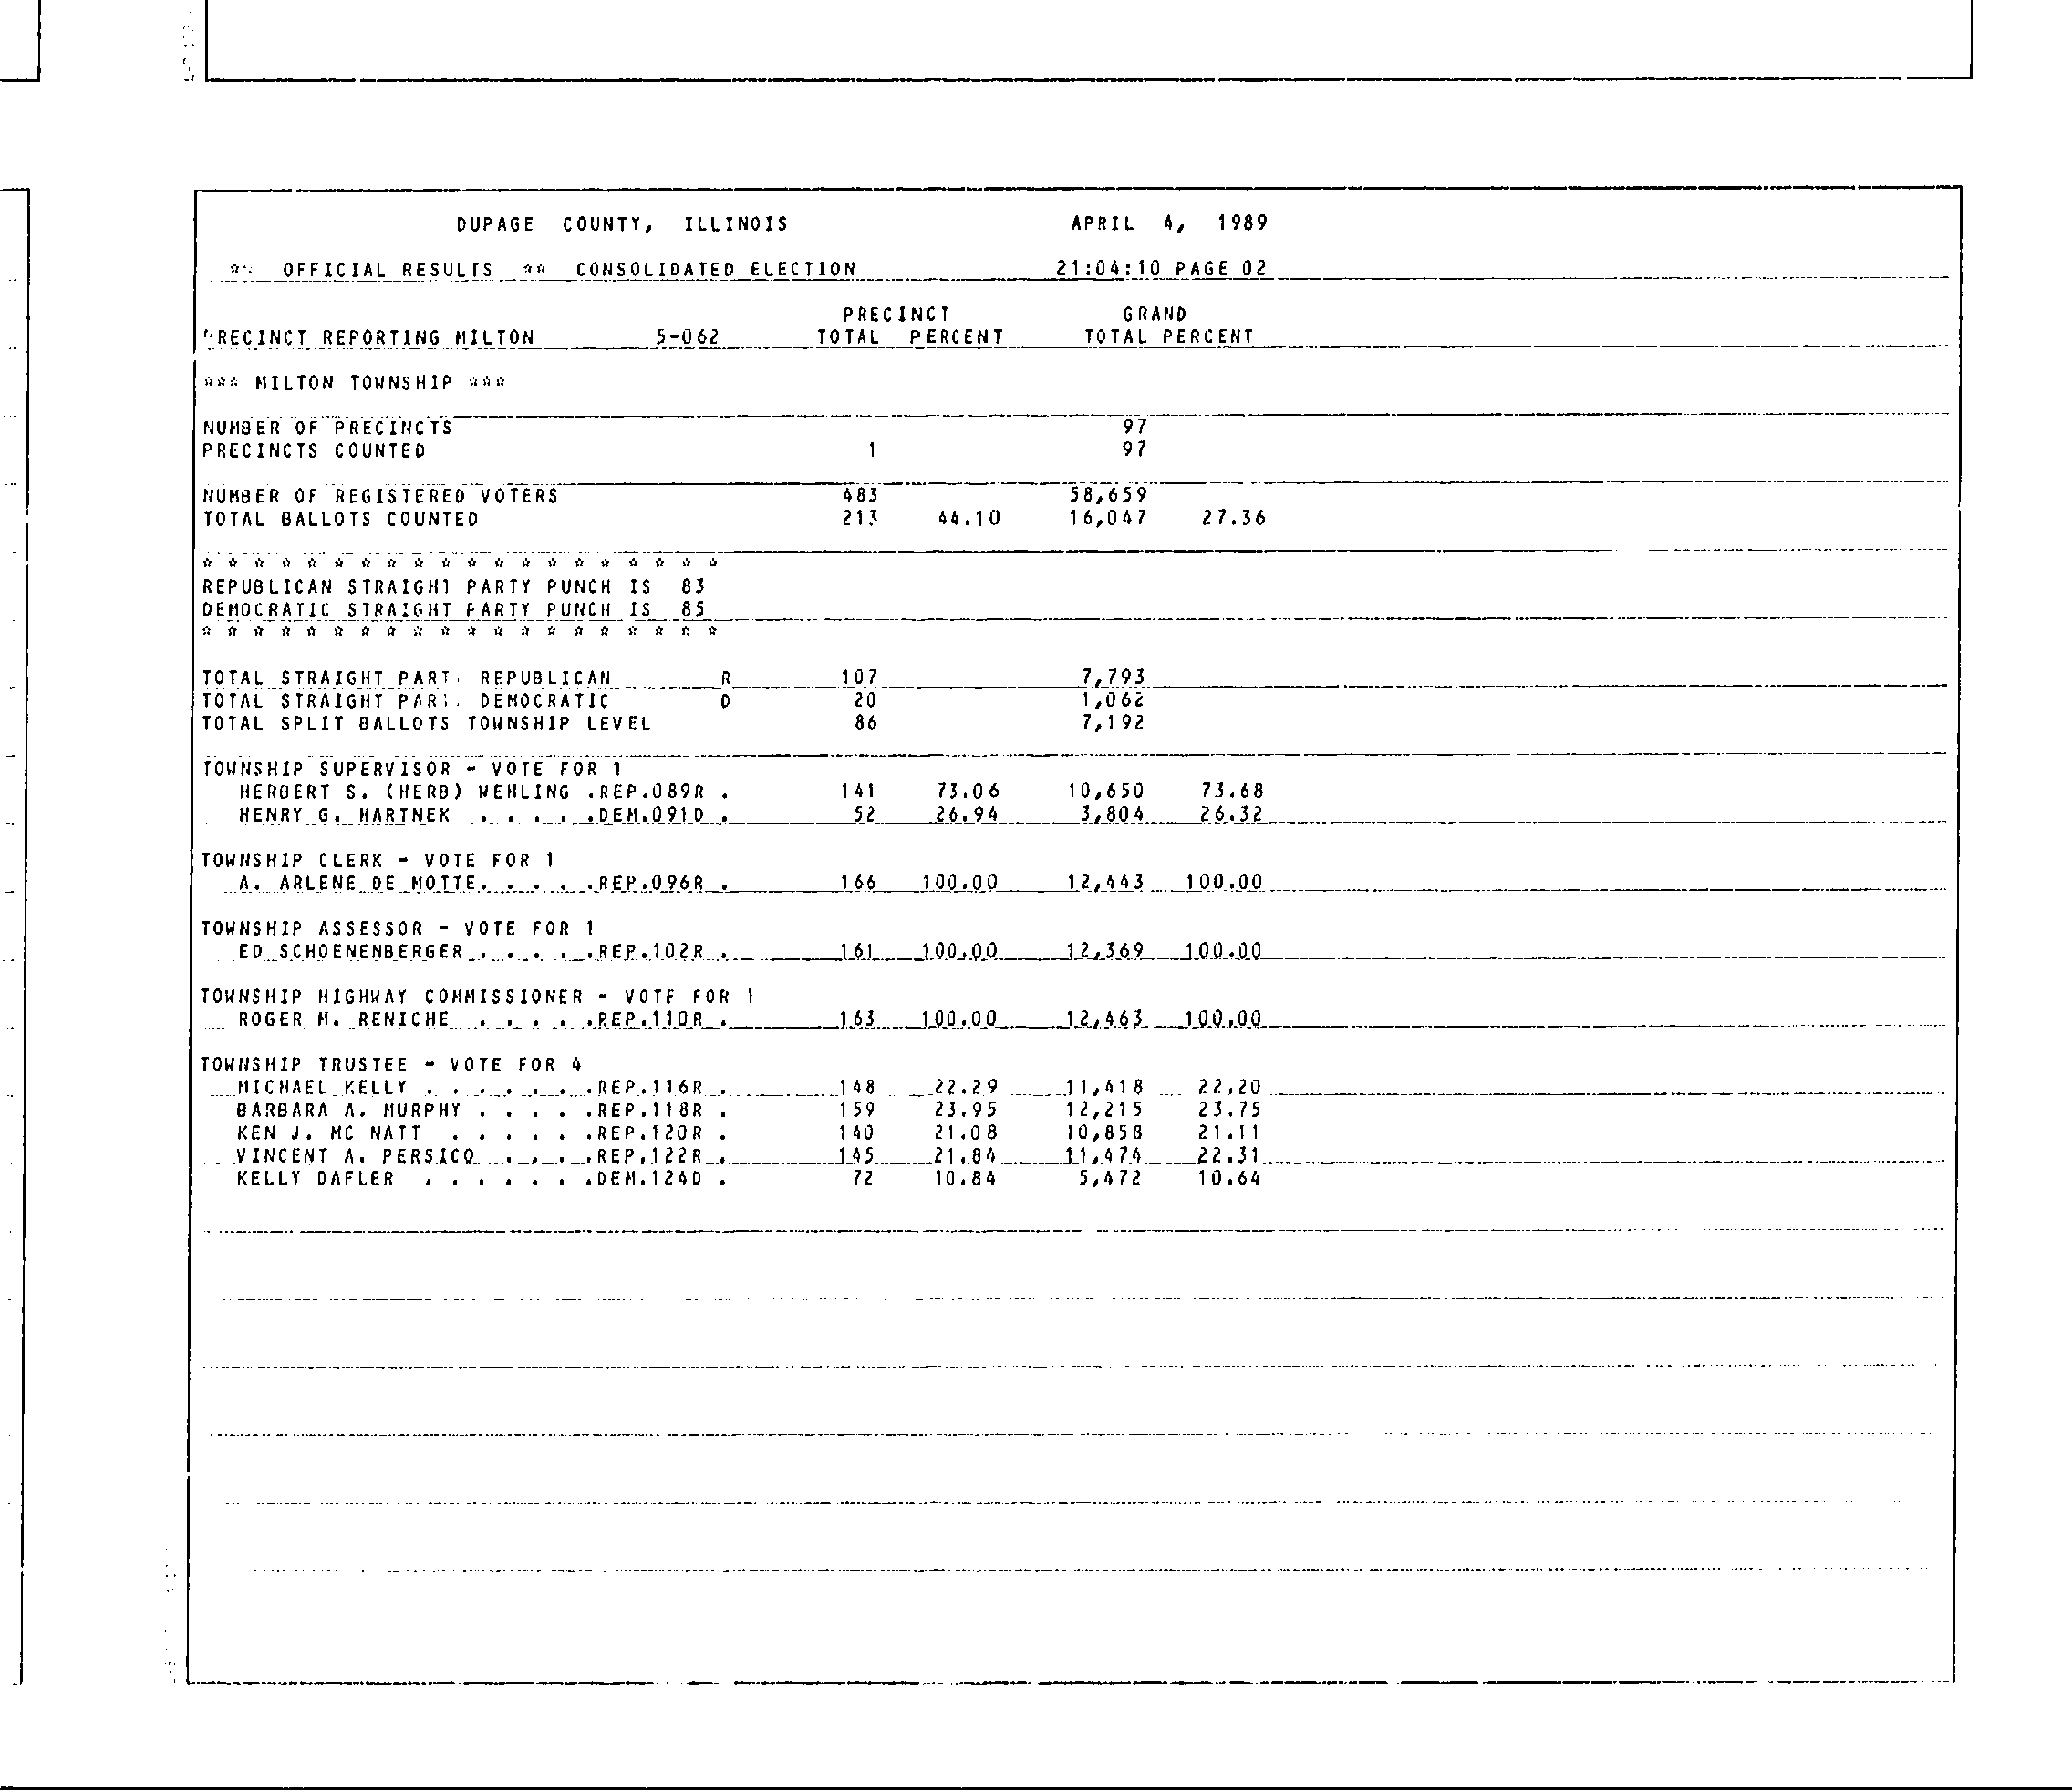 DUPAGE COUNTY, ILLINOIS APRIL 4, 1989
** OFFICIAL RESULTS ** CONSOLIDATED ELECTION 21:04:10 PAGE 02
PRECINCT GRAND
PRECINCT REPORTING MILTON 5-062 TOTAL PERCENT TOTAL PERCENT
*** MILTON TOWNSHIP ***
NUMBER OF PRECINCTS 97
PRECINCTS COUNTED 1 97
NUMBER OF REGISTERED VOTERS 483 58,659
TOTAL BALLOTS COUNTED 213 44.10 16,047 27.36
* * * * * * * * * * * * * * * * * * * *
REPUBLICAN STRAIGHT PARTY PUNCH IS 83
DEMOCRATIC STRAIGHT PARTY PUNCH IS 85
* * * * * * * * * * * * * * * * * * * *
TOTAL STRAIGHT PARTY REPUBLICAN R 107 7,793
TOTAL STRAIGHT PARTY DEMOCRATIC D 20 1,062
TOTAL SPLIT BALLOTS TOWNSHIP LEVEL 86 7,192
TOWNSHIP SUPERVISOR - VOTE FOR 1
HERBERT S. (HERB) WEHLING .REP.089R . 141 73.06 10,650 73.68
HENRY G. HARTNEK . . . . .DEM.091D . 52 26.94 3,804 26.32
TOWNSHIP CLERK - VOTE FOR 1
A. ARLENE DE MOTTE. . . . .REP.096R . 166 100.00 12,443 100.00
TOWNSHIP ASSESSOR - VOTE FOR 1
ED SCHOENENBERGER . . . . .REP.102R . 161 100.00 12,369 100.00
TOWNSHIP HIGHWAY COMMISSIONER - VOTE FOR 1
ROGER M. RENICHE . . . . .REP.110R . 163 100.00 12,463 100.00
TOWNSHIP TRUSTEE - VOTE FOR 4
MICHAEL KELLY . . . . . . .REP.116R . 148 22.29 11,418 22.20
BARBARA A. MURPHY . . . . .REP.118R . 159 23.95 12,215 23.75
KEN J. MC NATT . . . . . .REP.120R . 140 21.08 10,858 21.11
VINCENT A. PERSICO . . . .REP.122R . 145 21.84 11,474 22.31
KELLY DAFLER . . . . . . .DEM.124D . 72 10.84 5,472 10.64